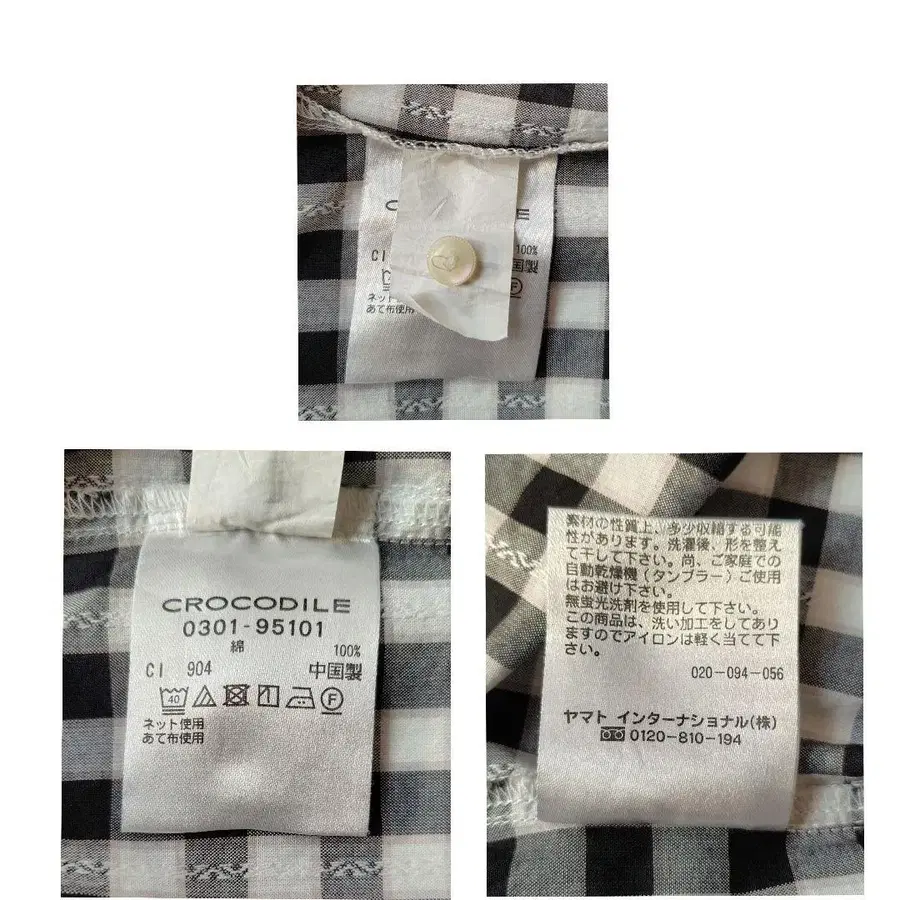 C
DILE
CI
100%
国製
ネット
あて布使用
F
CROCODILE
0301-95101
綿
100%
CI 904 中国製
40
F
ネット使用
あて布使用
素材の性質上、多少収縮する可能
性があります。洗濯後、形を整え
て干して下さい。尚、ご家庭での
自動乾燥機（タンブラー）ご使用
はお避け下さい。
無蛍光洗剤を使用して下さい。
この商品は、洗い加工をしてあり
ますのでアイロンは軽く当てて下
さい。
020-094-056
ヤマト インターナショナル(株)
0120-810-194